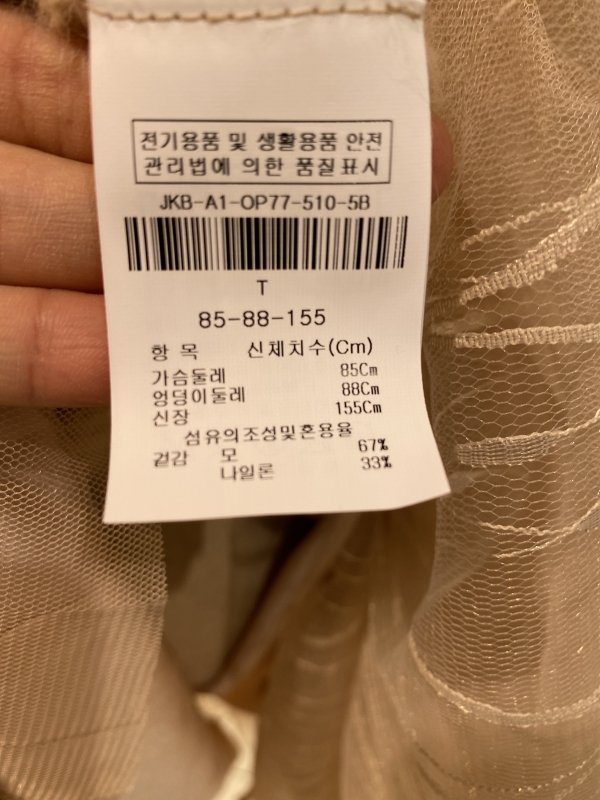 전기용품 및 생활용품 안전
관리법에 의한 품질표시
JKB-A1-OP77-510-5B
T
85-88-155
항 목 신체치수(Cm)
가슴둘레 85Cm
엉덩이둘레 88Cm
신장 155Cm
섬유의조성및혼용율
겉감 모 67%
나일론 33%